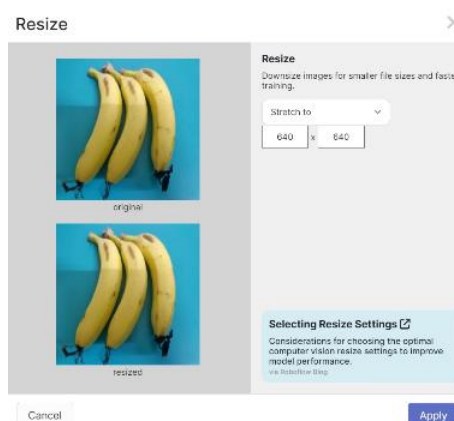 Resize
original
resized
Resize
Downsize images for smaller file sizes and faste
training.
Stretch to
640 x 640
Selecting Resize Settings
Considerations for choosing the optimal
computer vision resize settings to improve
model performance.
via Roboflow Blog
Cancel
Apply